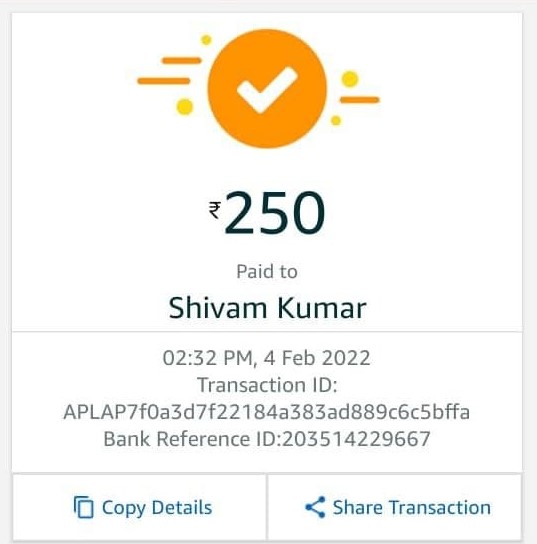 ₹250
Paid to
Shivam Kumar
02:32 PM, 4 Feb 2022
Transaction ID:
APLAP7f0a3d7f22184a383ad889c6c5bffa
Bank Reference ID:203514229667
Copy Details
Share Transaction